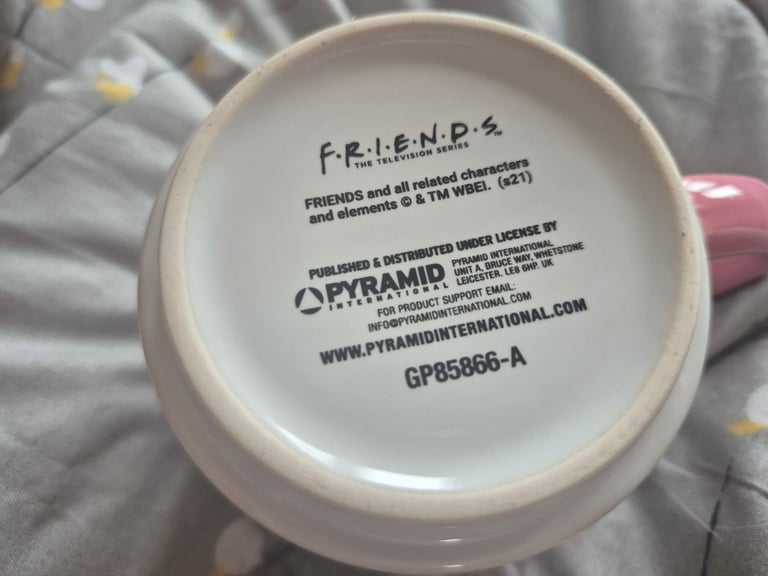 F·R·I·E·N·D·S™
THE TELEVISION SERIES
FRIENDS and all related characters
and elements © & TM WBEI. (s21)
PUBLISHED & DISTRIBUTED UNDER LICENSE BY
PYRAMID
INTERNATIONAL
PYRAMID INTERNATIONAL
UNIT A, BRUCE WAY, WHETSTONE
LEICESTER. LE8 6HP. UK
FOR PRODUCT SUPPORT EMAIL:
INFO@PYRAMIDINTERNATIONAL.COM
WWW.PYRAMIDINTERNATIONAL.COM
GP85866-A